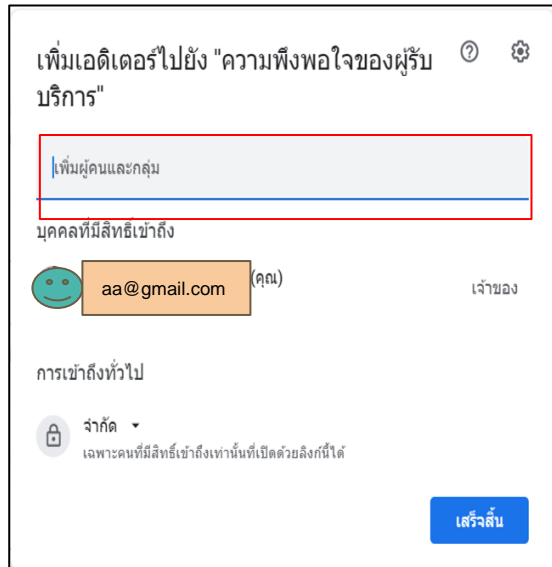 เพิ่มเอดิเตอร์ไปยัง "ความพึงพอใจของผู้รับ
บริการ"
เพิ่มผู้คนและกลุ่ม
บุคคลที่มีสิทธิ์เข้าถึง
aa@gmail.com (คุณ)
เจ้าของ
การเข้าถึงทั่วไป
จำกัด
เฉพาะคนที่มีสิทธิ์เข้าถึงเท่านั้นที่เปิดด้วยลิงก์นี้ได้
เสร็จสิ้น